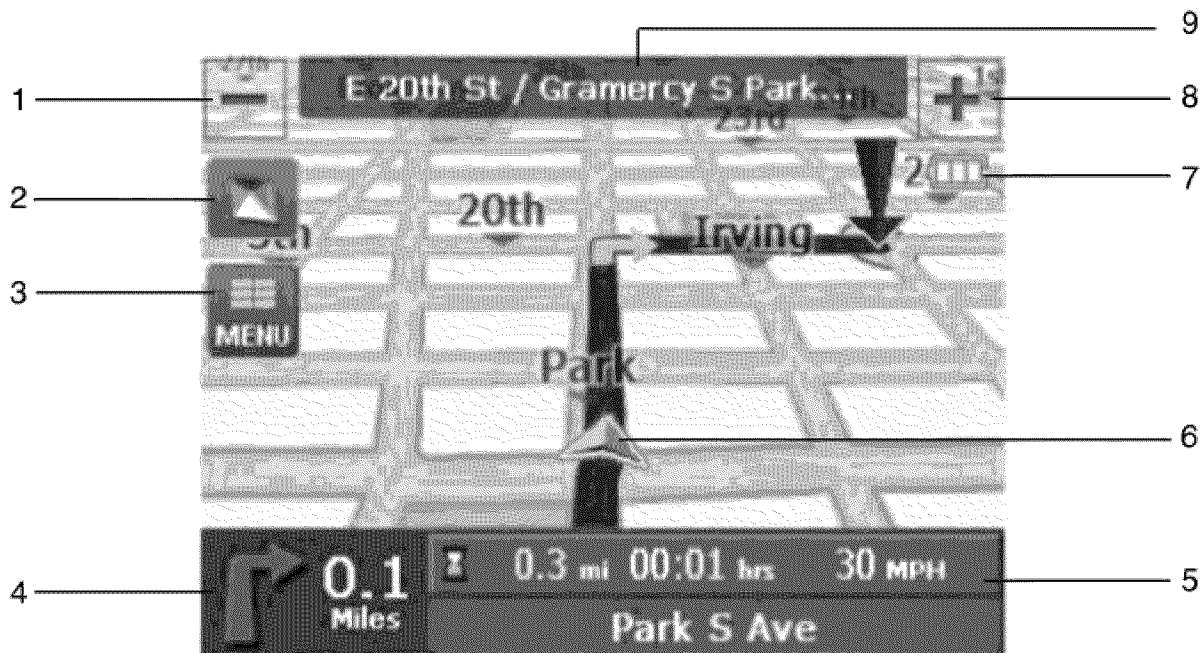 9
E 20th St / Gramercy S Park...
1
8
23rd
7
2
20th
Irving
3
MENU
Park
6
4
0.1
Miles
0.3 mi 00:01 hrs 30 MPH
5
Park S Ave